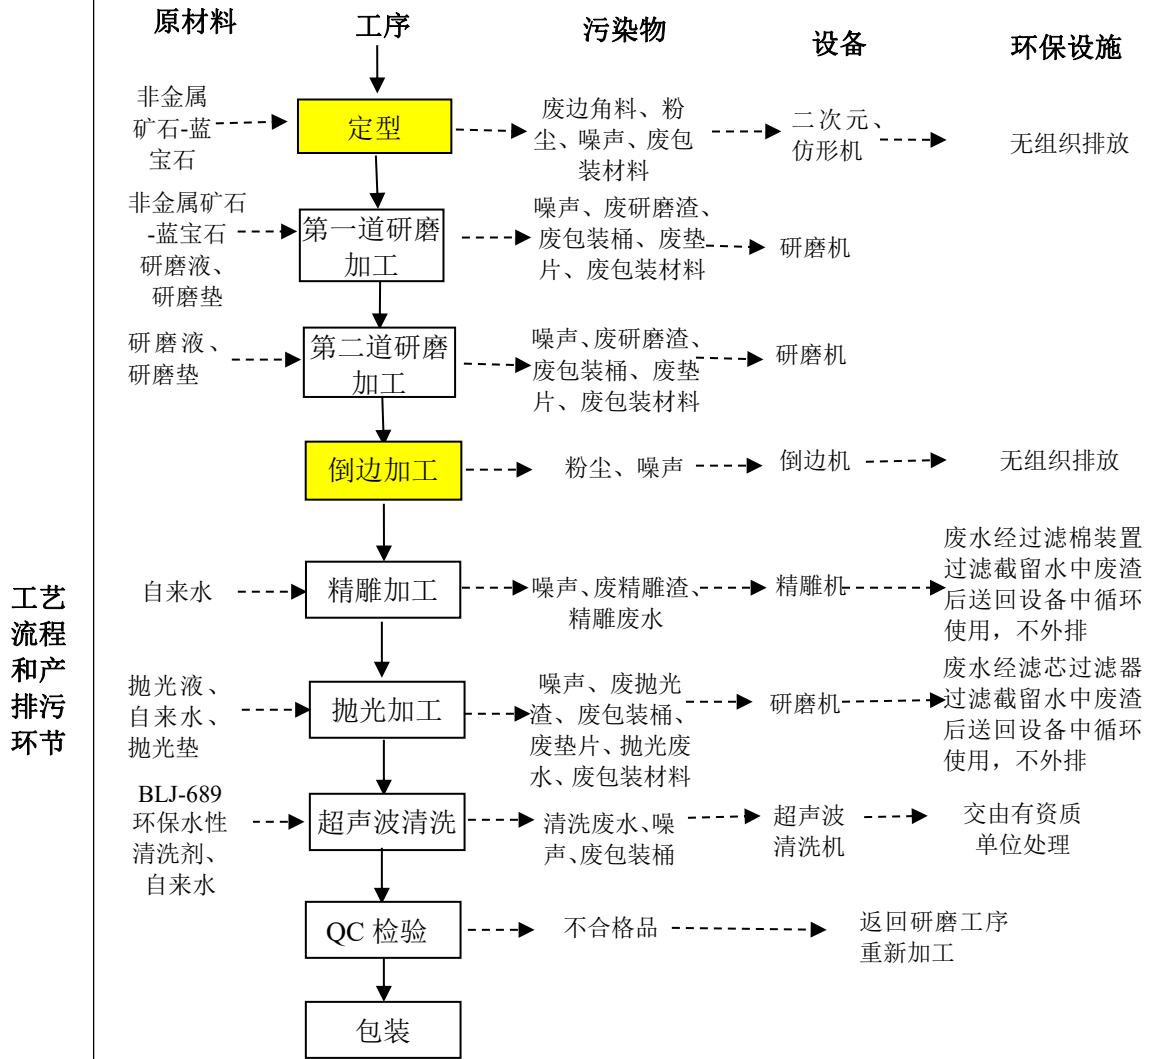 原材料
工序
污染物
设备
环保设施
非金属
矿石-蓝
宝石
定型
废边角料、粉
尘、噪声、废包
装材料
二次元、
仿形机
无组织排放
非金属矿石
-蓝宝石
研磨液、
研磨垫
第一道研磨
加工
噪声、废研磨渣、
废包装桶、废垫
片、废包装材料
研磨机
研磨液、
研磨垫
第二道研磨
加工
噪声、废研磨渣、
废包装桶、废垫
片、废包装材料
研磨机
倒边加工
粉尘、噪声
倒边机
无组织排放
工艺
流程
和产
排污
环节
自来水
精雕加工
噪声、废精雕渣、
精雕废水
精雕机
废水经过滤棉装置
过滤截留水中废渣
后送回设备中循环
使用，不外排
抛光液、
自来水、
抛光垫
抛光加工
噪声、废抛光
渣、废包装桶、
废垫片、抛光废
水、废包装材料
研磨机
废水经滤芯过滤器
过滤截留水中废渣
后送回设备中循环
使用，不外排
BLJ-689
环保水性
清洗剂、
自来水
超声波清洗
清洗废水、噪
声、废包装桶
超声波
清洗机
交由有资质
单位处理
QC 检验
不合格品
返回研磨工序
重新加工
包装